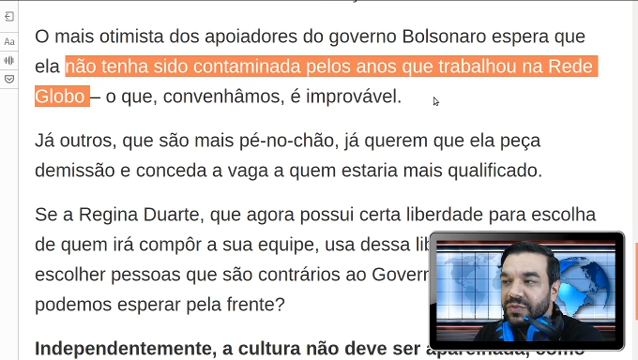 O mais otimista dos apoiadores do governo Bolsonaro espera que
ela não tenha sido contaminada pelos anos que trabalhou na Rede
Globo – o que, convenhâmos, é improvável.
Já outros, que são mais pé-no-chão, já querem que ela peça
demissão e conceda a vaga a quem estaria mais qualificado.
Se a Regina Duarte, que agora possui certa liberdade para escolha
de quem irá compôr a sua equipe, usa dessa
escolher pessoas que são contrários ao
podemos esperar pela frente?
Independentemente, a cultura não deve ser
Aa